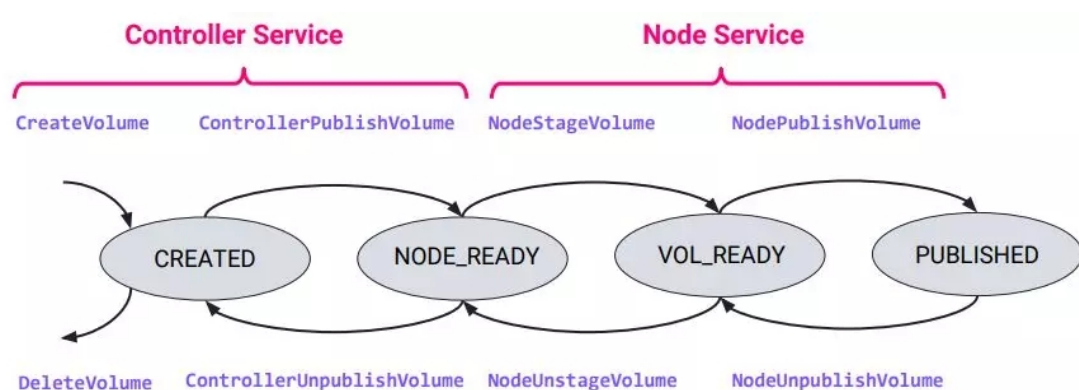 Controller Service Node Service
CreateVolume ControllerPublishVolume NodeStageVolume NodePublishVolume
CREATED NODE_READY VOL_READY PUBLISHED
DeleteVolume ControllerUnpublishVolume NodeUnstageVolume NodeUnpublishVolume